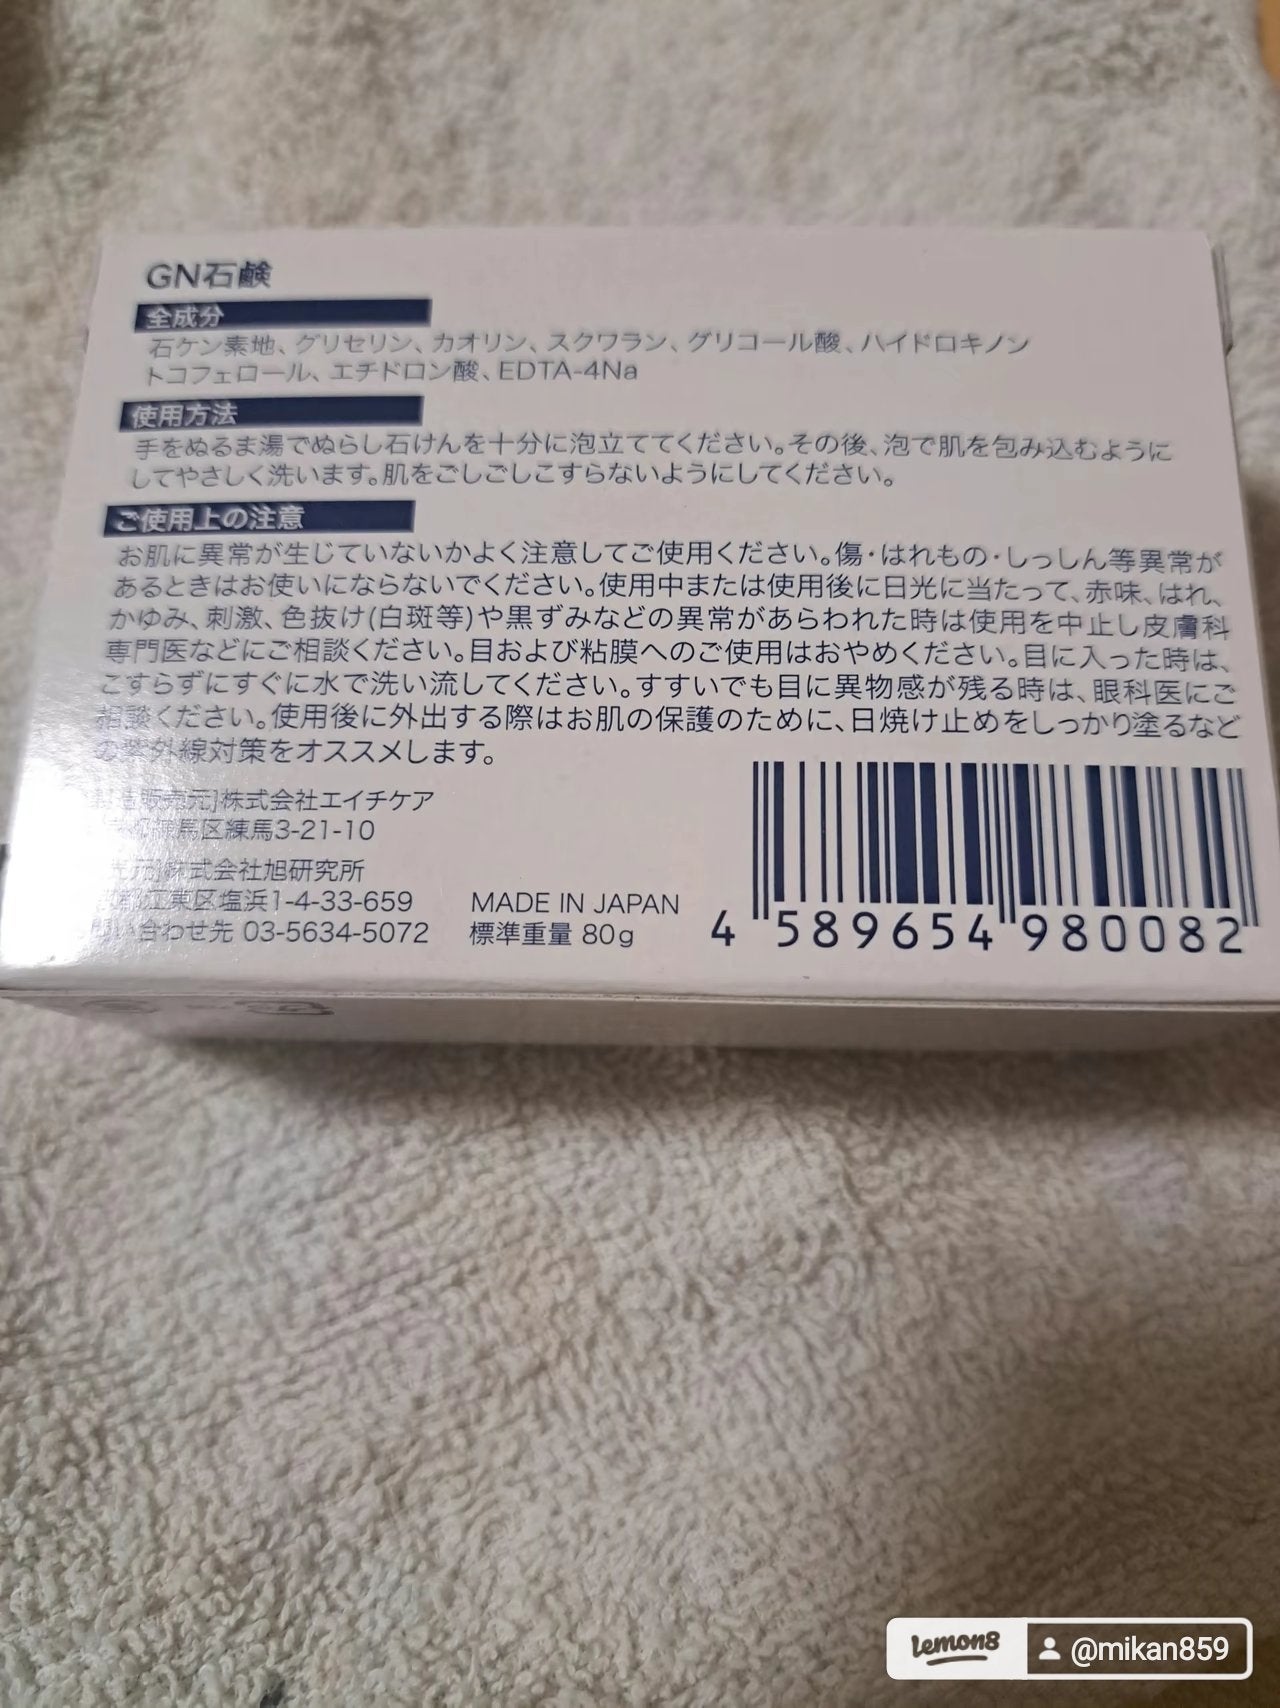 GN石鹸
全成分
石ケン素地、グリセリン、カオリン、スクワラン、グリコール酸、ハイドロキノン
トコフェロール、エチドロン酸、EDTA-4Na
使用方法
手をぬるま湯でぬらし石けんを十分に泡立ててください。その後、泡で肌を包み込むように
してやさしく洗います。肌をごしごしこすらないようにしてください。
ご使用上の注意
お肌に異常が生じていないかよく注意してご使用ください。傷・はれもの・しっしん等異常が
あるときはお使いにならないでください。使用中または使用後に日光に当たって、赤味、はれ、
かゆみ、刺激、色抜け(白斑等)や黒ずみなどの異常があらわれた時は使用を中止し皮膚科
専門医などにご相談ください。目および粘膜へのご使用はおやめください。目に入った時は、
こすらずにすぐに水で洗い流してください。すすいでも目に異物感が残る時は、眼科医にご
相談ください。使用後に外出する際はお肌の保護のために、日焼け止めをしっかり塗るなど
の紫外線対策をオススメします。
販売元]株式会社エイチケア
練馬区練馬3-21-10
元]株式会社旭研究所
江東区塩浜1-4-33-659
問い合わせ先 03-5634-5072
MADE IN JAPAN
標準重量 80g
4 589654 980082
lemon8 @mikan859